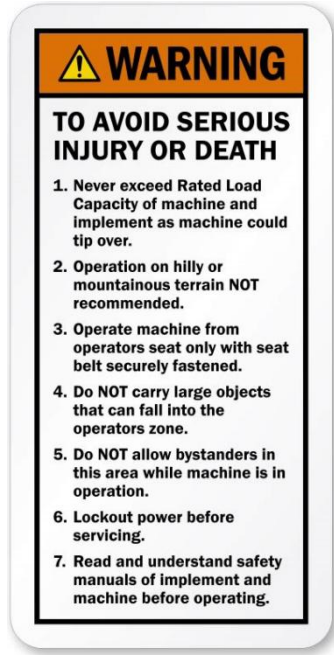 WARNING
TO AVOID SERIOUS
INJURY OR DEATH
1. Never exceed Rated Load
Capacity of machine and
implement as machine could
tip over.
2. Operation on hilly or
mountainous terrain NOT
recommended.
3. Operate machine from
operators seat only with seat
belt securely fastened.
4. Do NOT carry large objects
that can fall into the
operators zone.
5. Do NOT allow bystanders in
this area while machine is in
operation.
6. Lockout power before
servicing.
7. Read and understand safety
manuals of implement and
machine before operating.